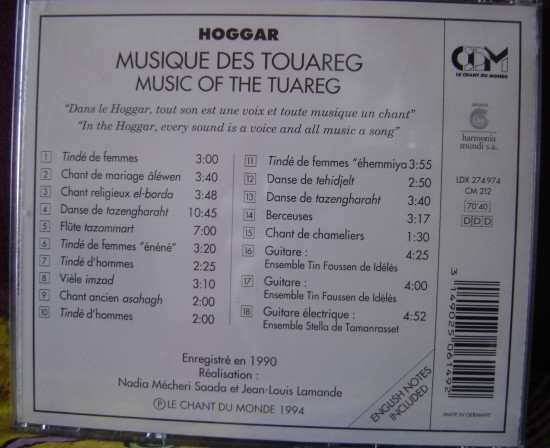 HOGGAR
MUSIQUE DES TOUAREG
MUSIC OF THE TUAREG
"Dans le Hoggar, tout son est une voix et toute musique un chant"
"In the Hoggar, every sound is a voice and all music a song"
CDM
LE CHANT DU MONDE
harmonia
mundi s.a.
LDX 274974
CM 212
70'40
DDD
1 Tindé de femmes 3:00
2 Chant de mariage âléwen 3:40
3 Chant religieux el-borda 3:48
4 Danse de tazengharaht 10:45
5 Flûte tazammart 7:00
6 Tindé de femmes "énéné" 3:20
7 Tindé d'hommes 2:25
8 Vièle imzad 3:10
9 Chant ancien asahagh 2:00
10 Tindé d'hommes 2:00
11 Tindé de femmes "éhemmiya 3:55
12 Danse de tehidjelt 2:50
13 Danse de tazengharaht 3:40
14 Berceuses 3:17
15 Chant de chameliers 1:30
16 Guitare : 4:25
Ensemble Tin Foussen de Idélès
17 Guitare : 4:00
Ensemble Tin Foussen de Idélès
18 Guitare électrique : 4:52
Ensemble Stella de Tamanrasset
Enregistré en 1990
Réalisation :
Nadia Mécheri Saada et Jean-Louis Lamande
Ⓟ LE CHANT DU MONDE 1994
ENGLISH NOTES
INCLUDED
3 149025 061492
MADE IN GERMANY